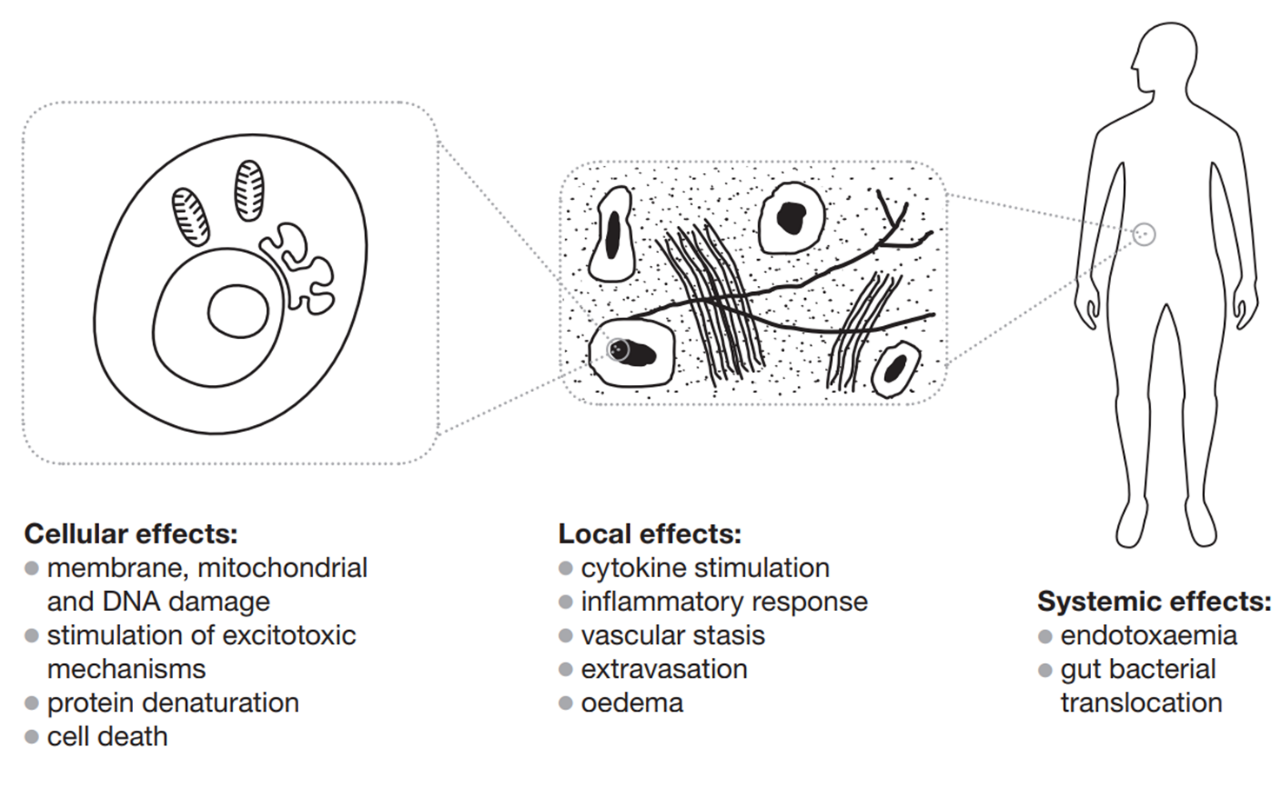 Cellular effects:
● membrane, mitochondrial
and DNA damage
● stimulation of excitotoxic
mechanisms
● protein denaturation
● cell death
Local effects:
● cytokine stimulation
● inflammatory response
● vascular stasis
● extravasation
● oedema
Systemic effects:
● endotoxaemia
● gut bacterial
translocation